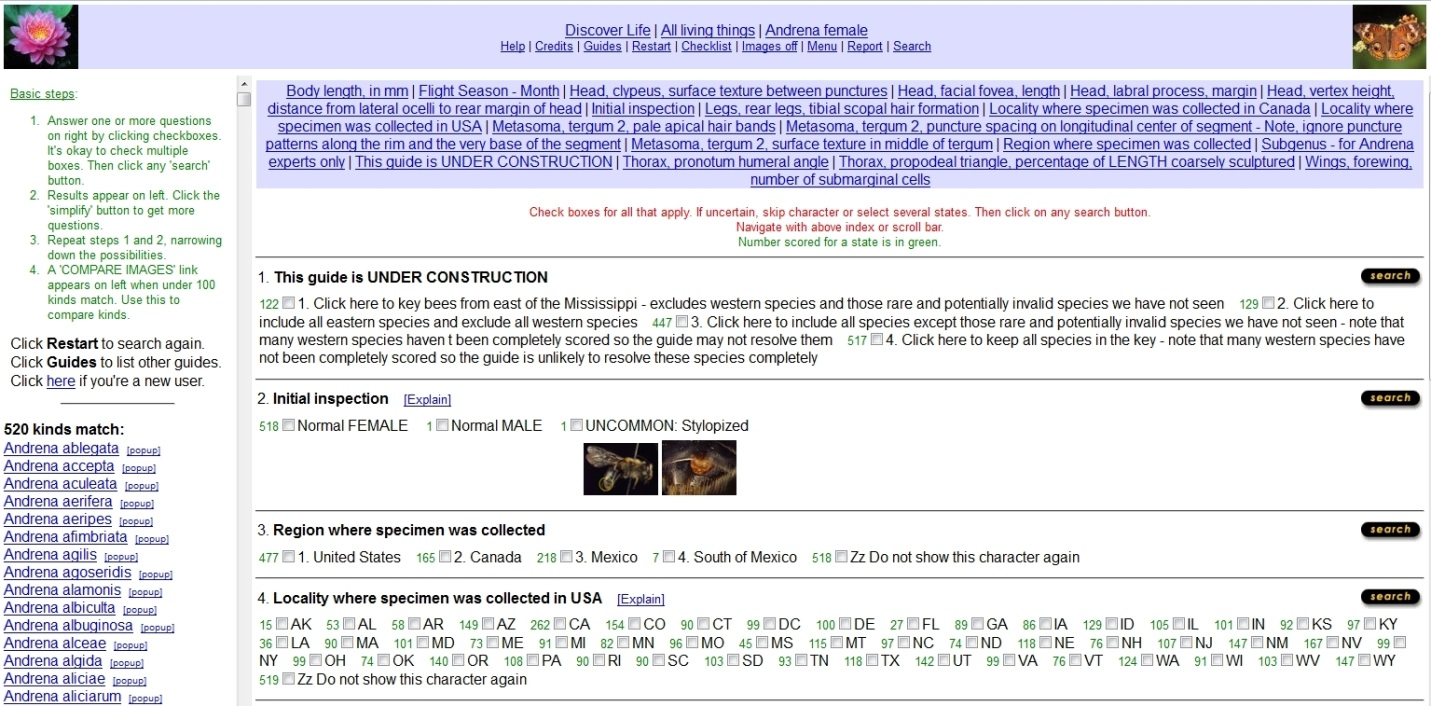 Discover Life | All living things | Andrena female
Help | Credits | Guides | Restart | Checklist | Images off | Menu | Report | Search
Basic steps:
1. Answer one or more questions
on right by clicking checkboxes.
It's okay to check multiple
boxes. Then click any 'search'
button.
2. Results appear on left. Click the
'simplify' button to get more
questions.
3. Repeat steps 1 and 2, narrowing
down the possibilities.
4. A 'COMPARE IMAGES' link
appears on left when under 100
kinds match. Use this to
compare kinds.
Click Restart to search again.
Click Guides to list other guides.
Click here if you're a new user.
520 kinds match:
Andrena ablegata [popup]
Andrena accepta [popup]
Andrena aculeata [popup]
Andrena aerifera [popup]
Andrena aeripes [popup]
Andrena afimbriata [popup]
Andrena agilis [popup]
Andrena agoseridis [popup]
Andrena alamonis [popup]
Andrena albiculta [popup]
Andrena albuginosa [popup]
Andrena alceae [popup]
Andrena algida [popup]
Andrena aliciae [popup]
Andrena aliciarum [popup]
Body length, in mm | Flight Season - Month | Head, clypeus, surface texture between punctures | Head, facial fovea, length | Head, labral process, margin | Head, vertex height,
distance from lateral ocelli to rear margin of head | Initial inspection | Legs, rear legs, tibial scopal hair formation | Locality where specimen was collected in Canada | Locality where
specimen was collected in USA | Metasoma, tergum 2, pale apical hair bands | Metasoma, tergum 2, puncture spacing on longitudinal center of segment - Note, ignore puncture
patterns along the rim and the very base of the segment | Metasoma, tergum 2, surface texture in middle of tergum | Region where specimen was collected | Subgenus - for Andrena
experts only | This guide is UNDER CONSTRUCTION | Thorax, pronotum humeral angle | Thorax, propodeal triangle, percentage of LENGTH coarsely sculptured | Wings, forewing,
number of submarginal cells
Check boxes for all that apply. If uncertain, skip character or select several states. Then click on any search button.
Navigate with above index or scroll bar.
Number scored for a state is in green.
1. This guide is UNDER CONSTRUCTION search
122 1. Click here to key bees from east of the Mississippi - excludes western species and those rare and potentially invalid species we have not seen 129 2. Click here to
include all eastern species and exclude all western species 447 3. Click here to include all species except those rare and potentially invalid species we have not seen - note that
many western species haven t been completely scored so the guide may not resolve them 517 4. Click here to keep all species in the key - note that many western species have
not been completely scored so the guide is unlikely to resolve these species completely
2. Initial inspection [Explain] search
518 Normal FEMALE 1 Normal MALE 1 UNCOMMON: Stylopized
3. Region where specimen was collected search
477 1. United States 165 2. Canada 218 3. Mexico 7 4. South of Mexico 518 Zz Do not show this character again
4. Locality where specimen was collected in USA [Explain] search
15 AK 53 AL 58 AR 149 AZ 262 CA 154 CO 90 CT 99 DC 100 DE 27 FL 89 GA 86 IA 129 ID 105 IL 101 IN 92 KS 97 KY
36 LA 90 MA 101 MD 73 ME 91 MI 82 MN 96 MO 45 MS 115 MT 97 NC 74 ND 118 NE 76 NH 107 NJ 147 NM 167 NV 99
NY 99 OH 74 OK 140 OR 108 PA 90 RI 90 SC 103 SD 93 TN 118 TX 142 UT 99 VA 76 VT 124 WA 91 WI 103 WV 147 WY
519 Zz Do not show this character again